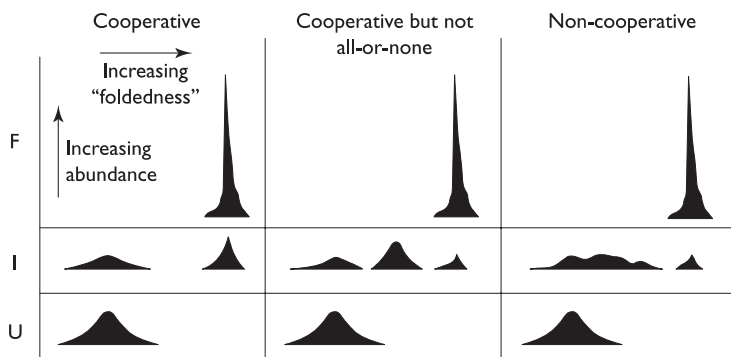 Cooperative
Cooperative but not
all-or-none
Non-cooperative
Increasing
“foldedness”
F
Increasing
abundance
I
U